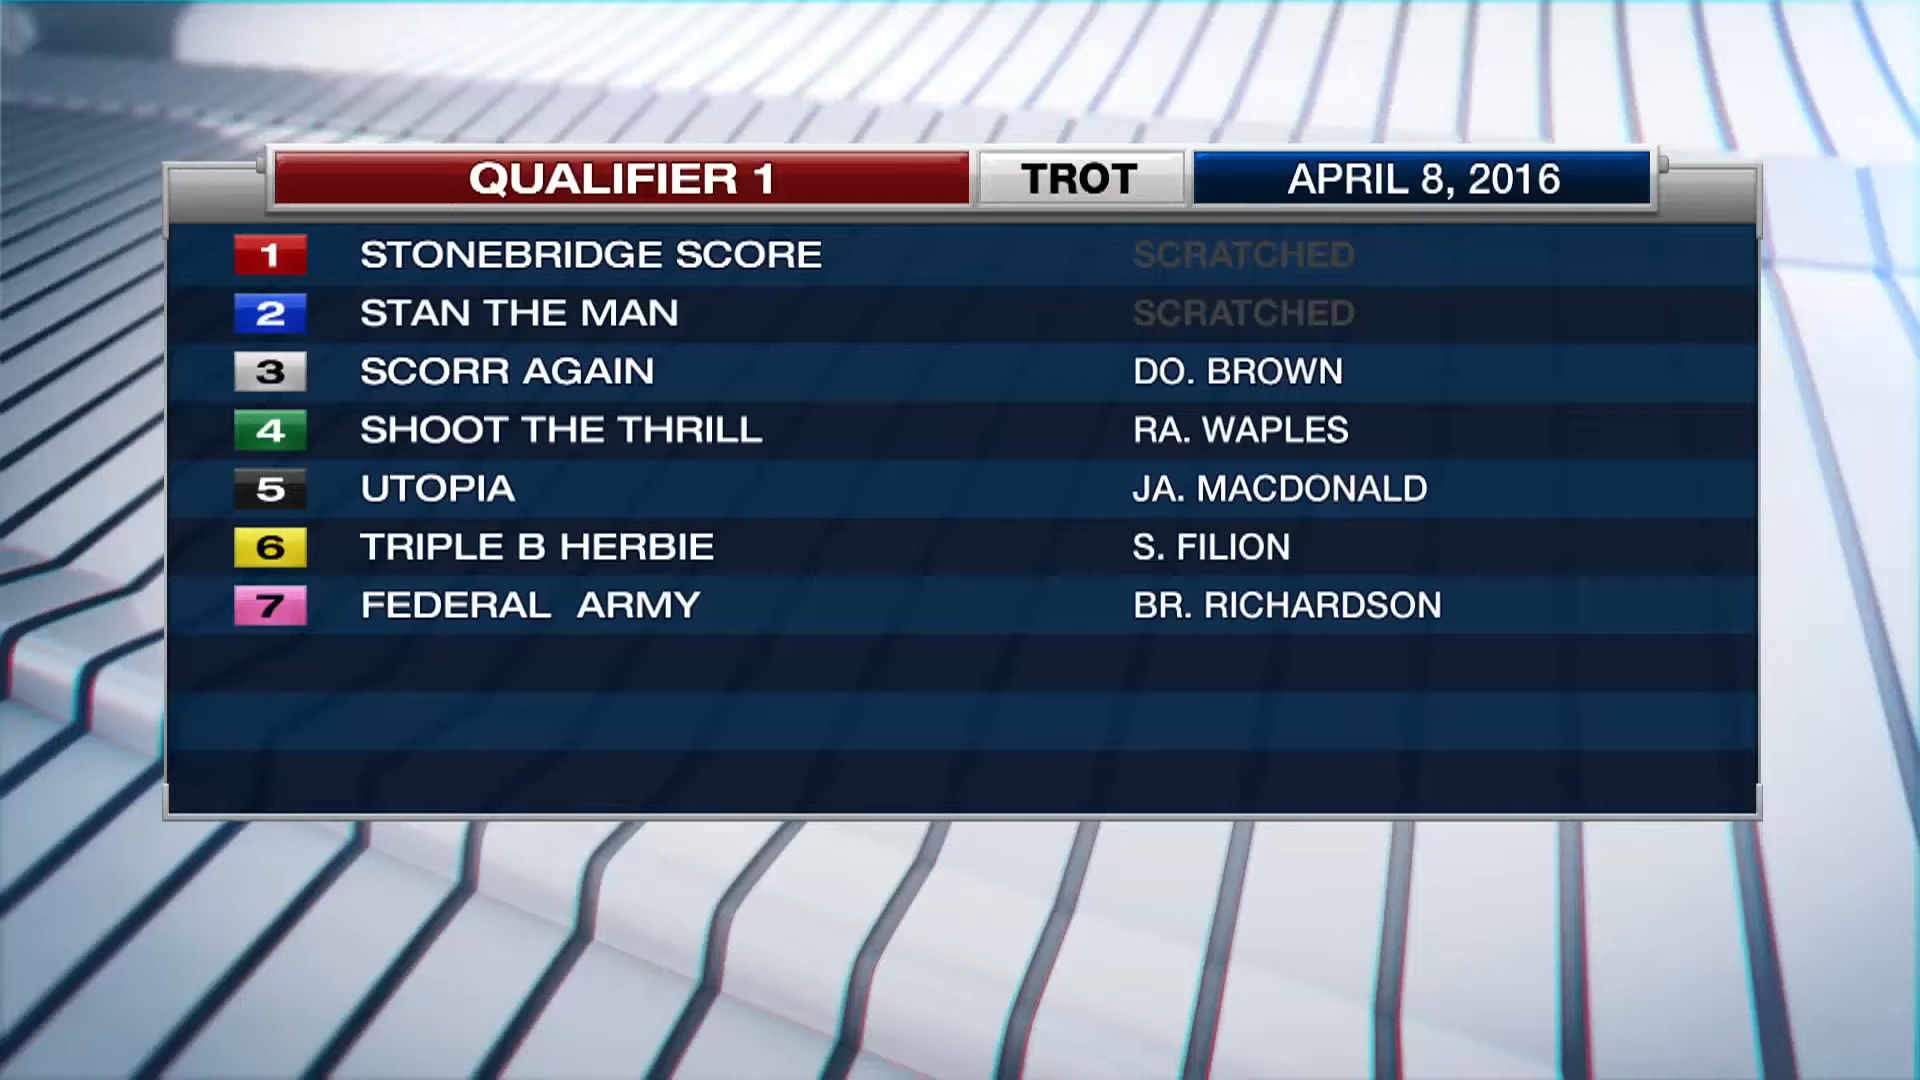 QUALIFIER 1 TROT APRIL 8, 2016
1 STONEBRIDGE SCORE SCRATCHED
2 STAN THE MAN SCRATCHED
3 SCORR AGAIN DO. BROWN
4 SHOOT THE THRILL RA. WAPLES
5 UTOPIA JA. MACDONALD
6 TRIPLE B HERBIE S. FILION
7 FEDERAL ARMY BR. RICHARDSON